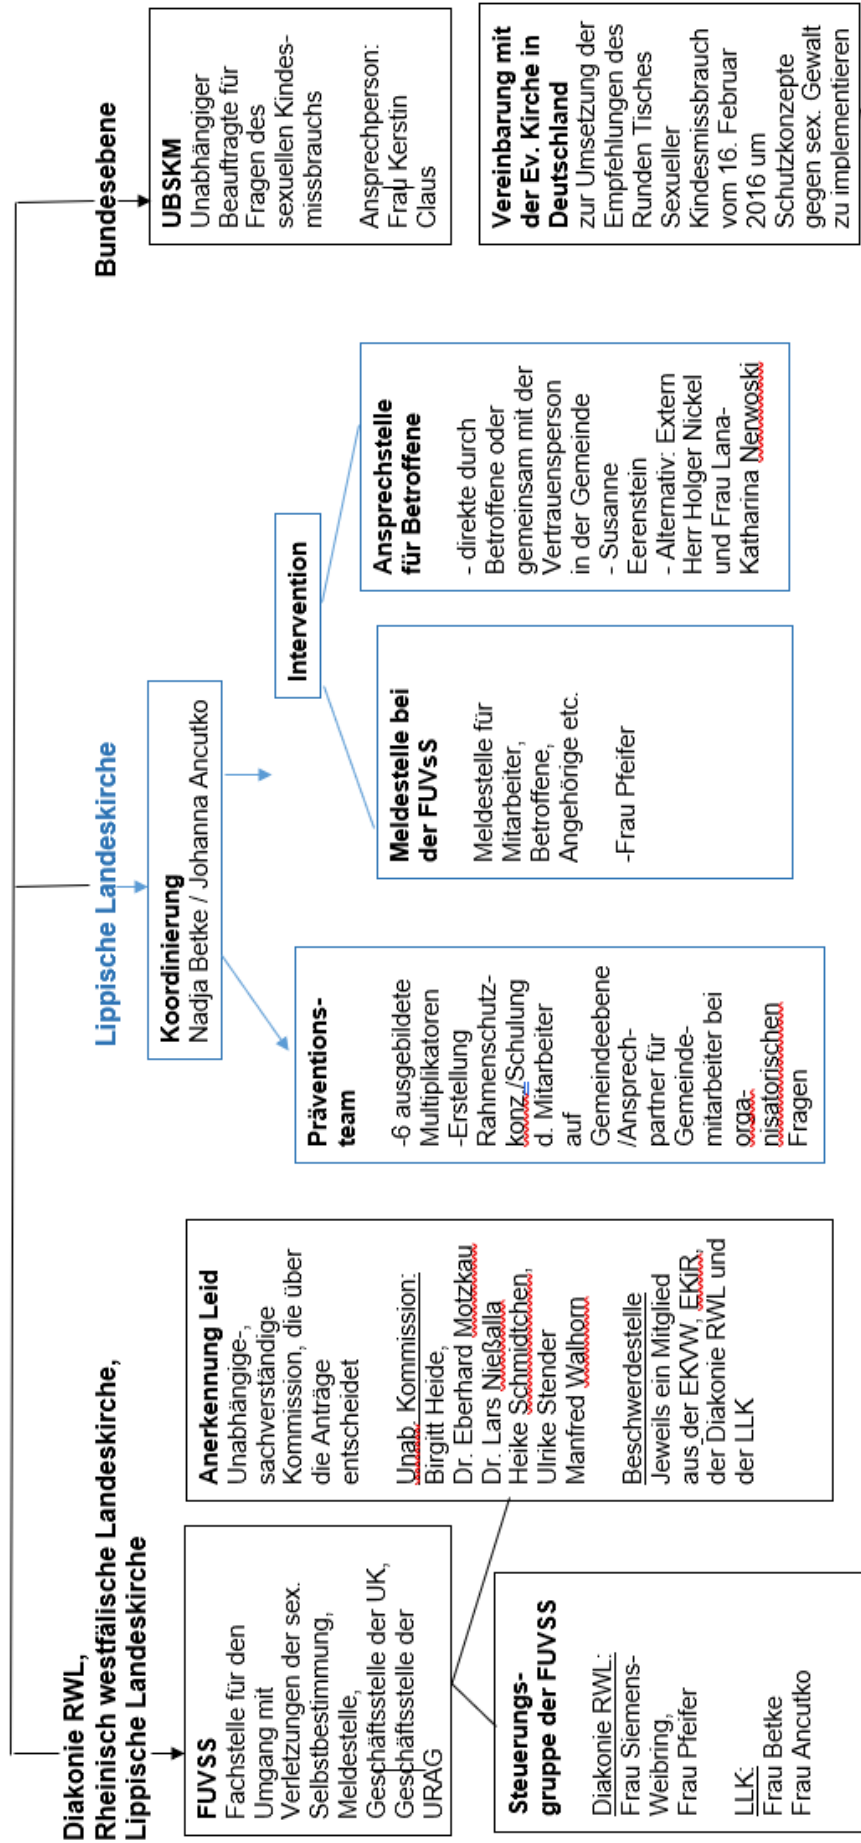 Diakonie RWL,
Rheinisch westfälische Landeskirche,
Lippische Landeskirche
FUVSS
Fachstelle für den
Umgang mit
Verletzungen der sex.
Selbstbestimmung,
Meldestelle,
Geschäftsstelle der UK,
Geschäftsstelle der
URAG
Steuerungs-
gruppe der FUVSS
Diakonie RWL:
Frau Siemens-
Weibring,
Frau Pfeifer
LLK:
Frau Betke
Frau Ancutko
Anerkennung Leid
Unabhängige-,
sachverständige
Kommission, die über
die Anträge
entscheidet
Unab. Kommission:
Birgitt Heide,
Dr. Eberhard Motzkau
Dr. Lars Nießalla
Heike Schmidtchen,
Ulrike Stender
Manfred Walhorn
Beschwerdestelle
Jeweils ein Mitglied
aus der EKVW, EKiR,
der Diakonie RWL und
der LLK
Lippische Landeskirche
Koordinierung
Nadja Betke / Johanna Ancutko
Präventions-
team
-6 ausgebildete
Multiplikatoren
-Erstellung
Rahmenschutz-
konz./Schulung
d. Mitarbeiter
auf
Gemeindeebene
/Ansprech-
partner für
Gemeinde-
mitarbeiter bei
orga-
nisatorischen
Fragen
Intervention
Meldestelle bei
der FUVsS
Meldestelle für
Mitarbeiter,
Betroffene,
Angehörige etc.
-Frau Pfeifer
Ansprechstelle
für Betroffene
- direkte durch
Betroffene oder
gemeinsam mit der
Vertrauensperson
in der Gemeinde
- Susanne
Eerenstein
- Alternativ: Extern
Herr Holger Nickel
und Frau Lana-
Katharina Nerwoski
Bundesebene
UBSKM
Unabhängiger
Beauftragte für
Fragen des
sexuellen Kindes-
missbrauchs
Ansprechperson:
Frau Kerstin
Claus
Vereinbarung mit
der Ev. Kirche in
Deutschland
zur Umsetzung der
Empfehlungen des
Runden Tisches
Sexueller
Kindesmissbrauch
vom 16. Februar
2016 um
Schutzkonzepte
gegen sex. Gewalt
zu implementieren